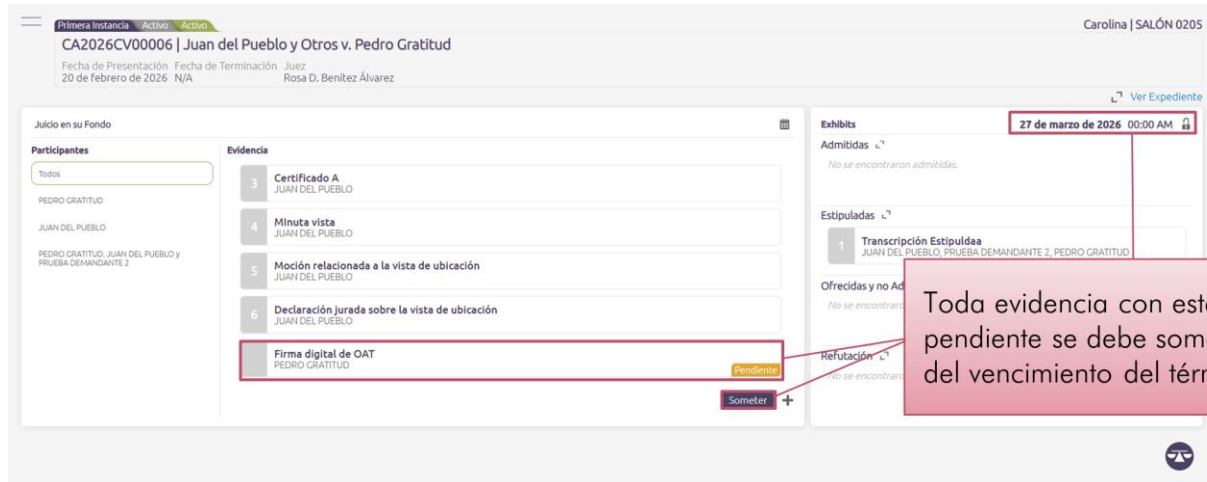 Primera Instancia Activo Activo
Carolina | SALÓN 0205
CA2026CV00006 | Juan del Pueblo y Otros v. Pedro Gratitud
Fecha de Presentación Fecha de Terminación Juez
20 de febrero de 2026 N/A Rosa D. Benítez Álvarez
Ver Expediente
Juicio en su Fondo
Participantes
Todos
PEDRO GRATITUD
JUAN DEL PUEBLO
PEDRO GRATITUD, JUAN DEL PUEBLO y
PRUEBA DEMANDANTE 2
Evidencia
3 Certificado A
JUAN DEL PUEBLO
4 MInuta vista
JUAN DEL PUEBLO
5 Moción relacionada a la vista de ubicación
JUAN DEL PUEBLO
6 Declaración jurada sobre la vista de ubicación
JUAN DEL PUEBLO
Firma digital de OAT
PEDRO GRATITUD
Pendiente
Someter +
Exhibits 27 de marzo de 2026 00:00 AM
Admitidas
No se encontraron admitidas.
Estipuladas
1 Transcripción Estipuldaa
JUAN DEL PUEBLO, PRUEBA DEMANDANTE 2, PEDRO GRATITUD
Ofrecidas y no Ad
No se encontraro
Refutación
No se encontraro
Toda evidencia con est
pendiente se debe som
del vencimiento del tér